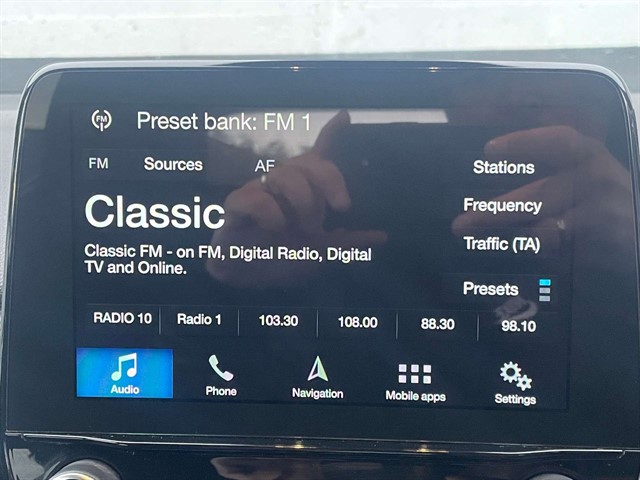 FM Preset bank: FM 1
FM Sources AF Stations
Classic
Frequency
Classic FM - on FM, Digital Radio, Digital
TV and Online.
Traffic (TA)
Presets
RADIO 10 Radio 1 103.30 108.00 88.30 98.10
Audio Phone Navigation Mobile apps Settings